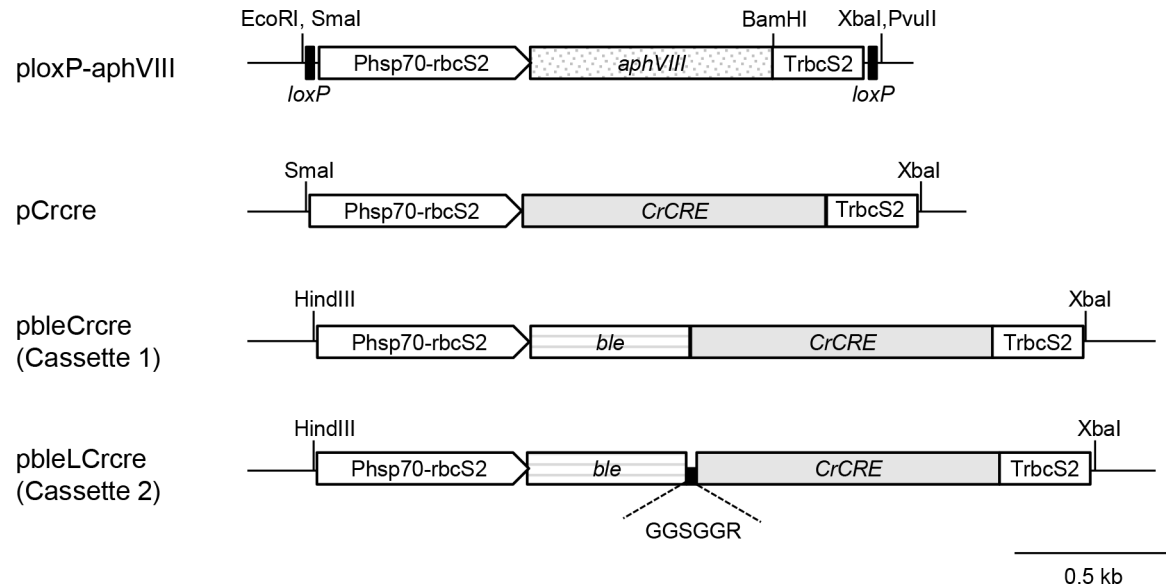 EcoRI, SmaI
BamHI
XbaI,PvuII
ploxP-aphVIII
Phsp70-rbcS2
aphVIII
TrbcS2
loxP
loxP
SmaI
XbaI
pCrcre
Phsp70-rbcS2
CrCRE
TrbcS2
HindIII
XbaI
pbleCrcre
(Cassette 1)
Phsp70-rbcS2
ble
CrCRE
TrbcS2
HindIII
XbaI
pbleLCrcre
(Cassette 2)
Phsp70-rbcS2
ble
CrCRE
TrbcS2
GGSGGR
0.5 kb